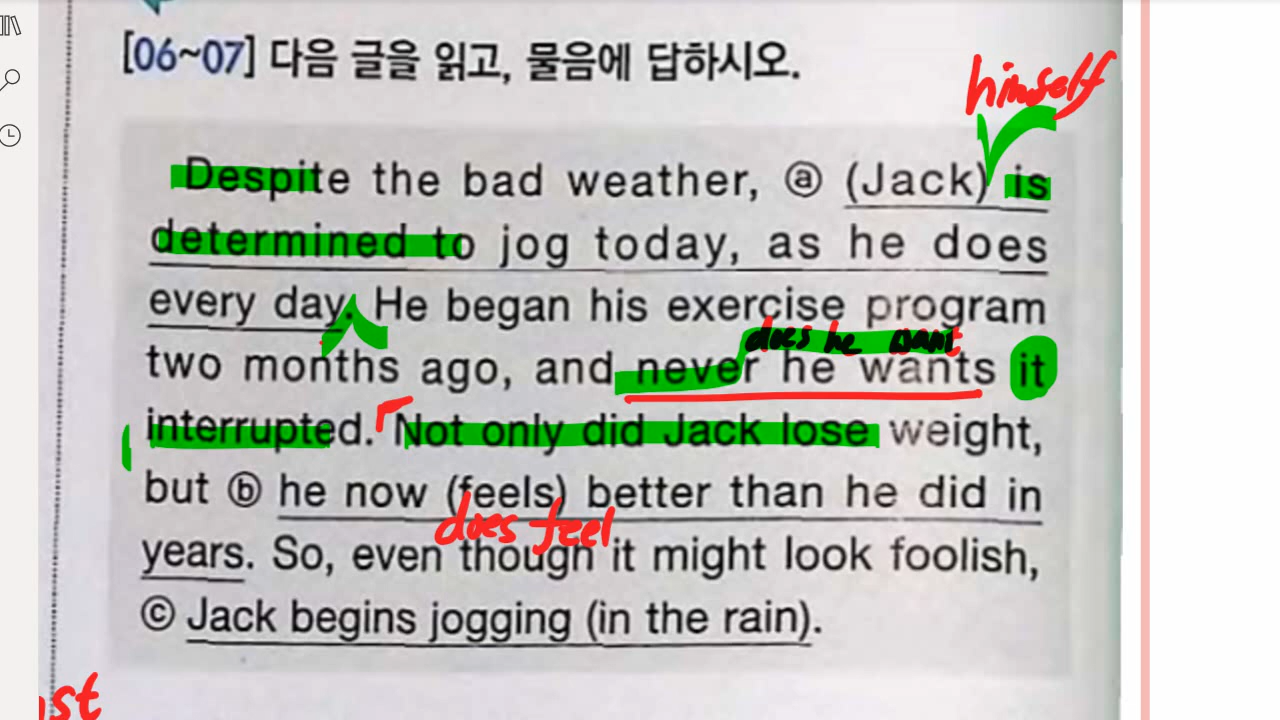 [06~07] 다음 글을 읽고, 물음에 답하시오.
himself
Despite the bad weather, ⓐ (Jack) is
determined to jog today, as he does
every day. He began his exercise program
does he want
two months ago, and never he wants it
interrupted. Not only did Jack lose weight,
but ⓑ he now (feels) better than he did in
does feel
years. So, even though it might look foolish,
ⓒ Jack begins jogging (in the rain).
st